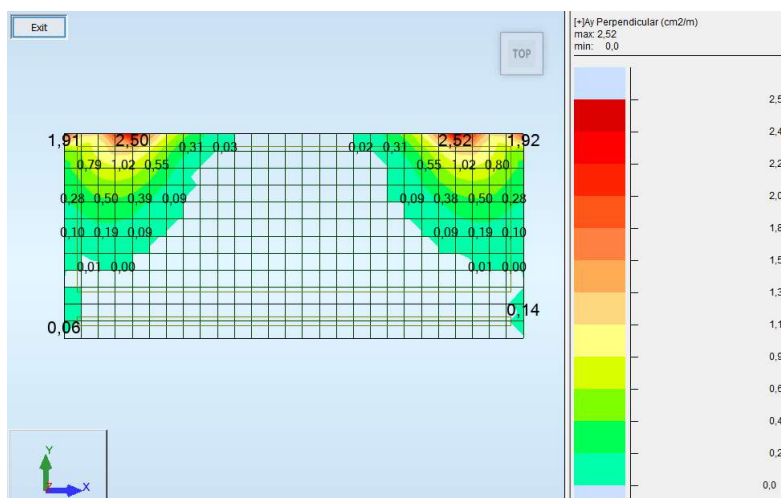 Exit
TOP
[+]Ay Perpendicular (cm2/m)
max: 2,52
min: 0,0
1,91 2,50 0,31 0,03 0,02 0,31 2,52 1,92
0,79 1,02 0,55 0,55 1,02 0,80
0,28 0,50 0,39 0,09 0,09 0,38 0,50 0,28
0,10 0,19 0,09 0,09 0,19 0,10
0,01 0,00 0,01 0,00
0,06 0,14
2,5
2,2
2,0
1,8
1,5
1,3
1,1
0,9
0,6
0,4
0,2
0,0
Y
Z X